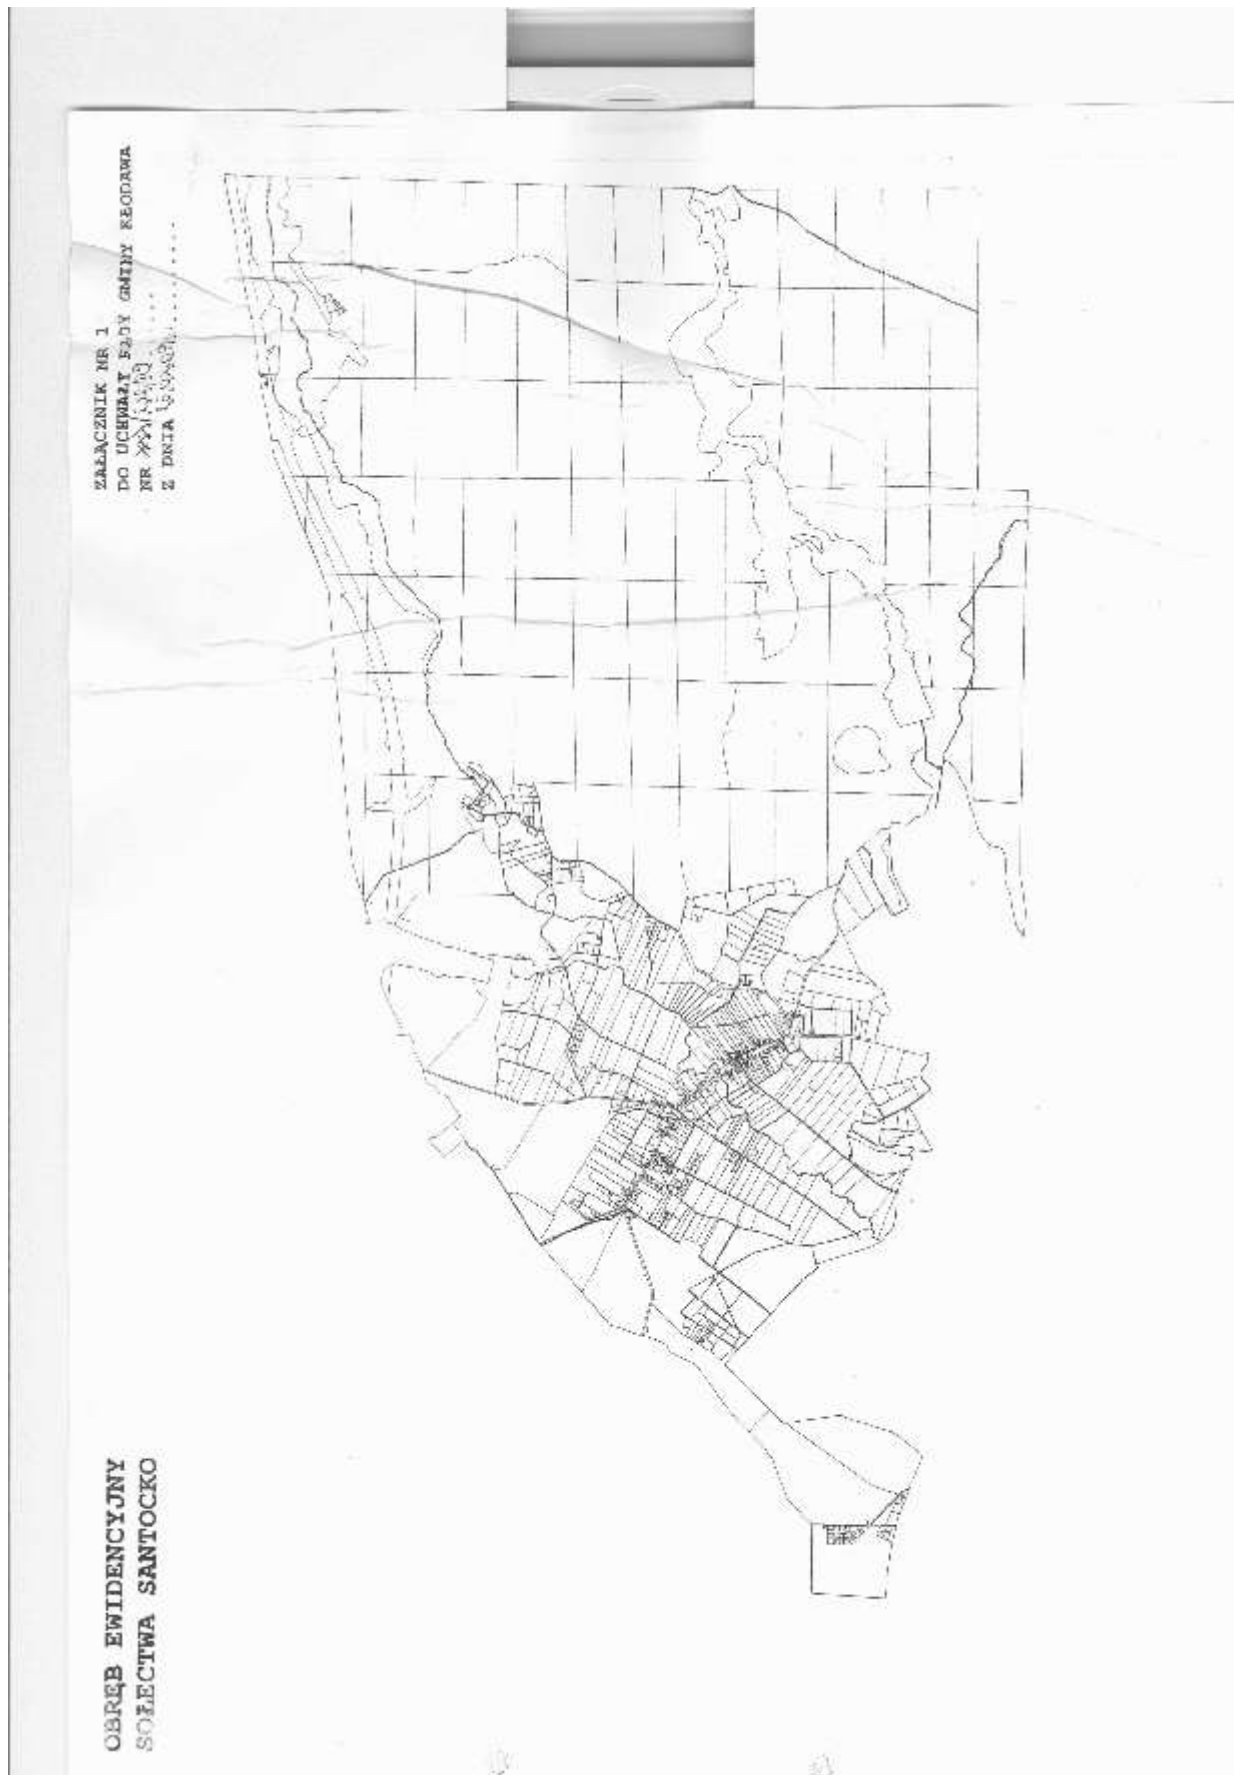 ZAŁĄCZNIK NR 1
DO UCHWAŁY RADY GMINY KŁODAWA
NR
Z DNIA
OBRĘB EWIDENCYJNY
SOŁECTWA SANTOCKO